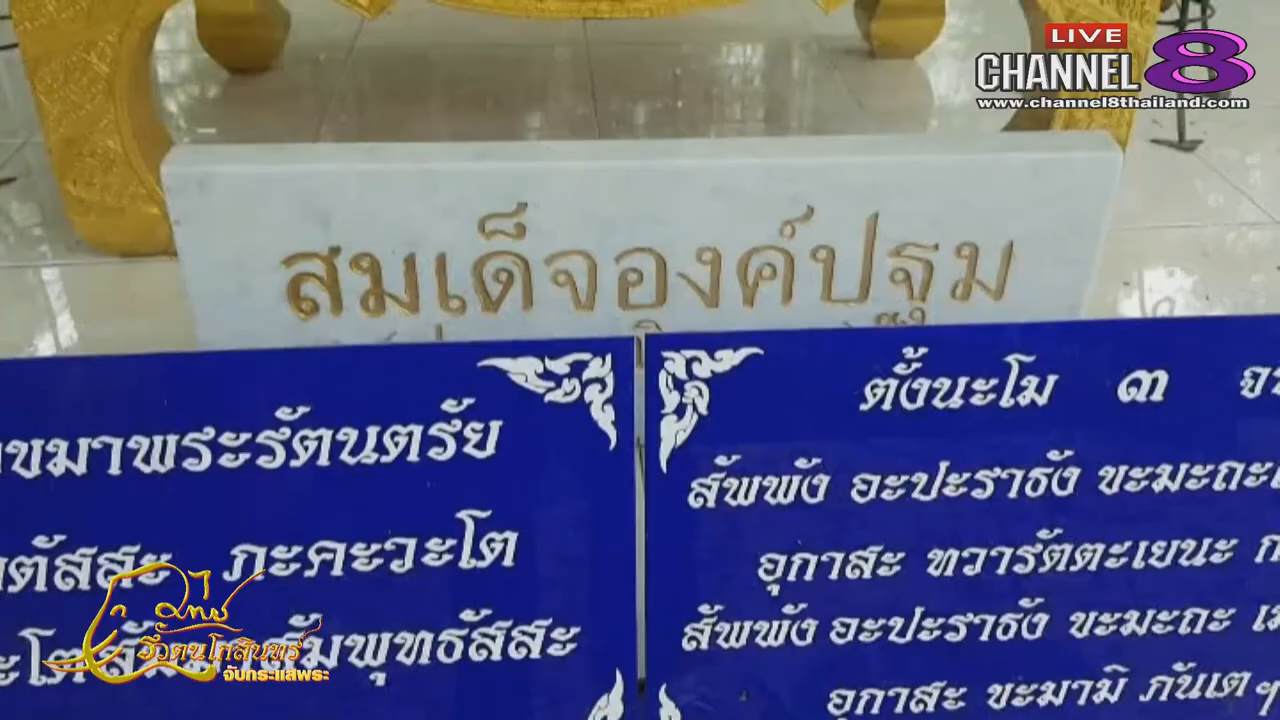 LIVE
CHANNEL 8
www.channel8thailand.com
สมเด็จองค์ปฐม
ขมาพระรัตนตรัย
ตัสสะ ภะคะวะโต
สัมพุทธัสสะ
ตั้งนะโม ๓
สัพพัง อะปะราธัง ขะมะถะ
อุกาสะ ทวารัตตะเยนะ
สัพพัง อะปะราธัง ขะมะถะ
อุกาสะ ขะมามิ ภันเต
รัตนโกสินทร์
จับกระแสพระ